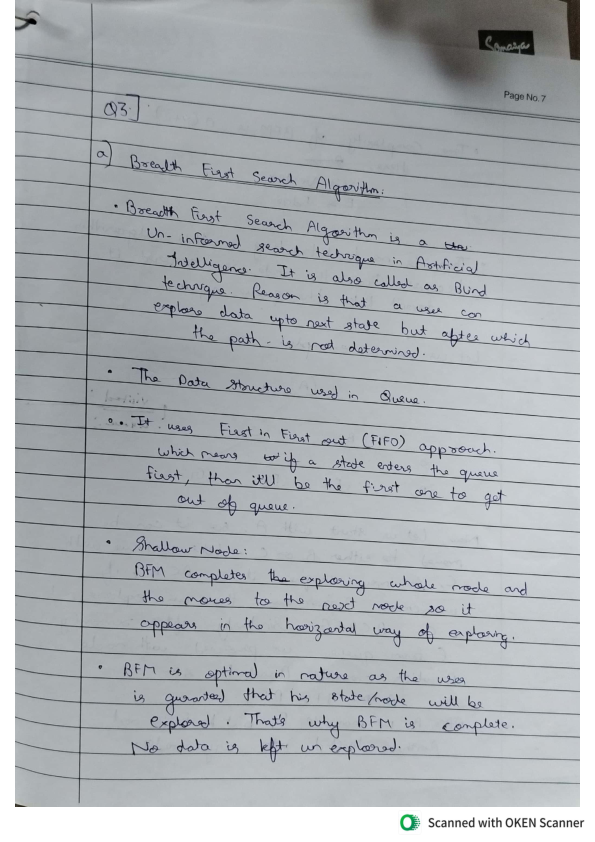 Samaya
Page No. 7
Q3]
a) Breadth First Search Algorithm:
• Breadth First Search Algorithm is a
Un-informed search technique in Artificial
Intelligence. It is also called as Blind
technique. Reason is that a user can
explore data upto next state but after which
the path is not determined.
• The Data structure used in Queue.
∴ It uses First in First out (FIFO) approach.
which means if a state enters the queue
first, than it'll be the first one to get
out of queue.
• Shallow Node:
BFM completes the exploring whole node and
the moves to the next node so it
appears in the horizontal way of exploring.
• BFM is optimal in nature as the user
is guranteed that his state/node will be
explored. That's why BFM is complete.
No data is left un explored.
Scanned with OKEN Scanner